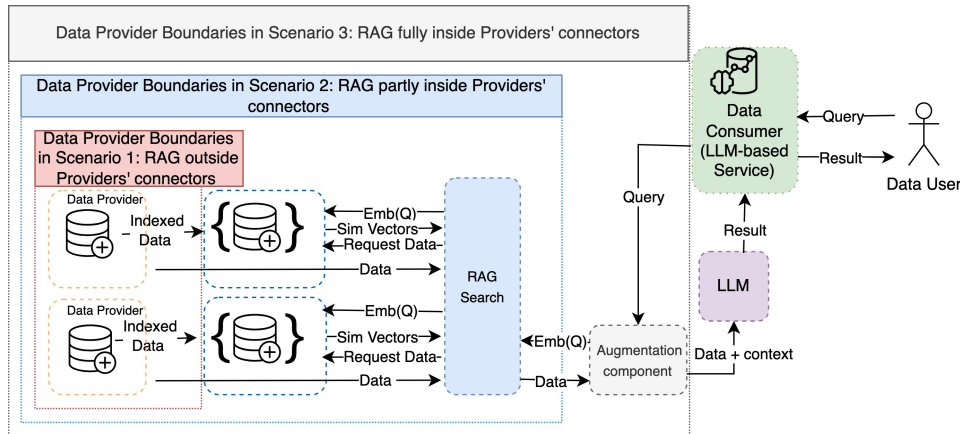 Data Provider Boundaries in Scenario 3: RAG fully inside Providers' connectors
Data Provider Boundaries in Scenario 2: RAG partly inside Providers'
connectors
Data Provider Boundaries
in Scenario 1: RAG outside
Providers' connectors
Data Provider
Indexed
Data
{ }
Emb(Q)
Sim Vectors
Request Data
Data
Data Provider
Indexed
Data
{ }
Emb(Q)
Sim Vectors
Request Data
Data
RAG
Search
Emb(Q)
Data
Augmentation
component
Query
Data
Consumer
(LLM-based
Service)
Query
Result
Data User
Result
LLM
Data + context